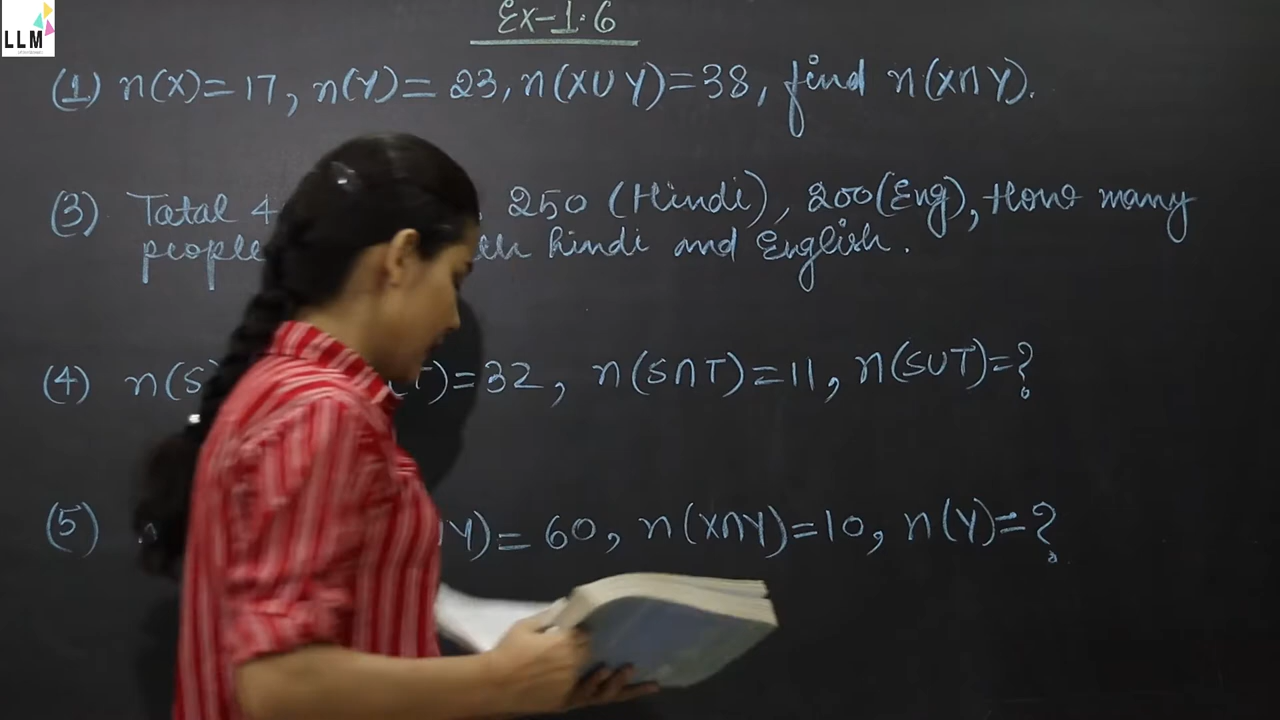 LLM
Ex-1.6
(1) n(X)=17, n(Y)= 23, n(X∪Y)=38, find n(X∩Y).
(3) Tatal 4 250 (Hindi), 200(Eng), How many
people hindi and English.
(4) n(S) T)=32, n(S∩T)=11, n(S∪T)=?
(5) Y)= 60, n(X∩Y)=10, n(Y)=?